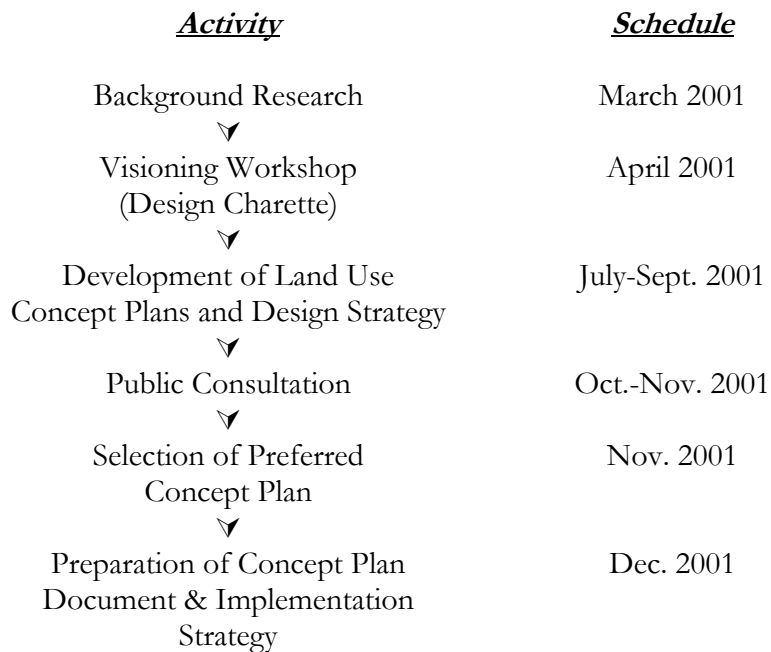 Activity Schedule
Background Research March 2001
Visioning Workshop April 2001
(Design Charette)
Development of Land Use July-Sept. 2001
Concept Plans and Design Strategy
Public Consultation Oct.-Nov. 2001
Selection of Preferred Nov. 2001
Concept Plan
Preparation of Concept Plan Dec. 2001
Document & Implementation
Strategy